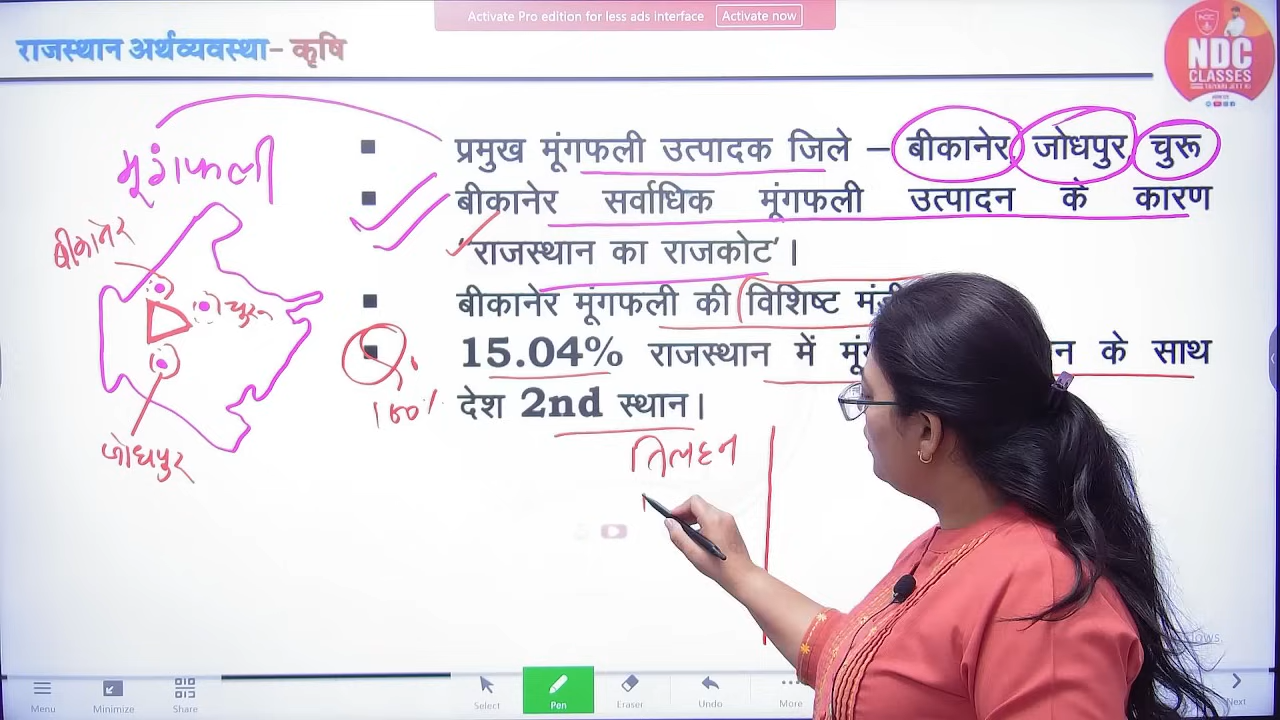 Activate Pro edition for less ads interface Activate now
राजस्थान अर्थव्यवस्था– कृषि
NDC
CLASSES
प्रमुख मूंगफली उत्पादक जिले – बीकानेर, जोधपुर, चुरू
बीकानेर सर्वाधिक मूंगफली उत्पादन के कारण
"राजस्थान का राजकोट'।
बीकानेर मूंगफली की विशिष्ट
15.04% राजस्थान में के साथ
देश 2nd स्थान।
मूंगफली
बीकानेर
चुरू
जोधपुर
Q.
100%
तिलहन
Menu
Minimize
Share
Select
Pen
Eraser
Undo
More
Next